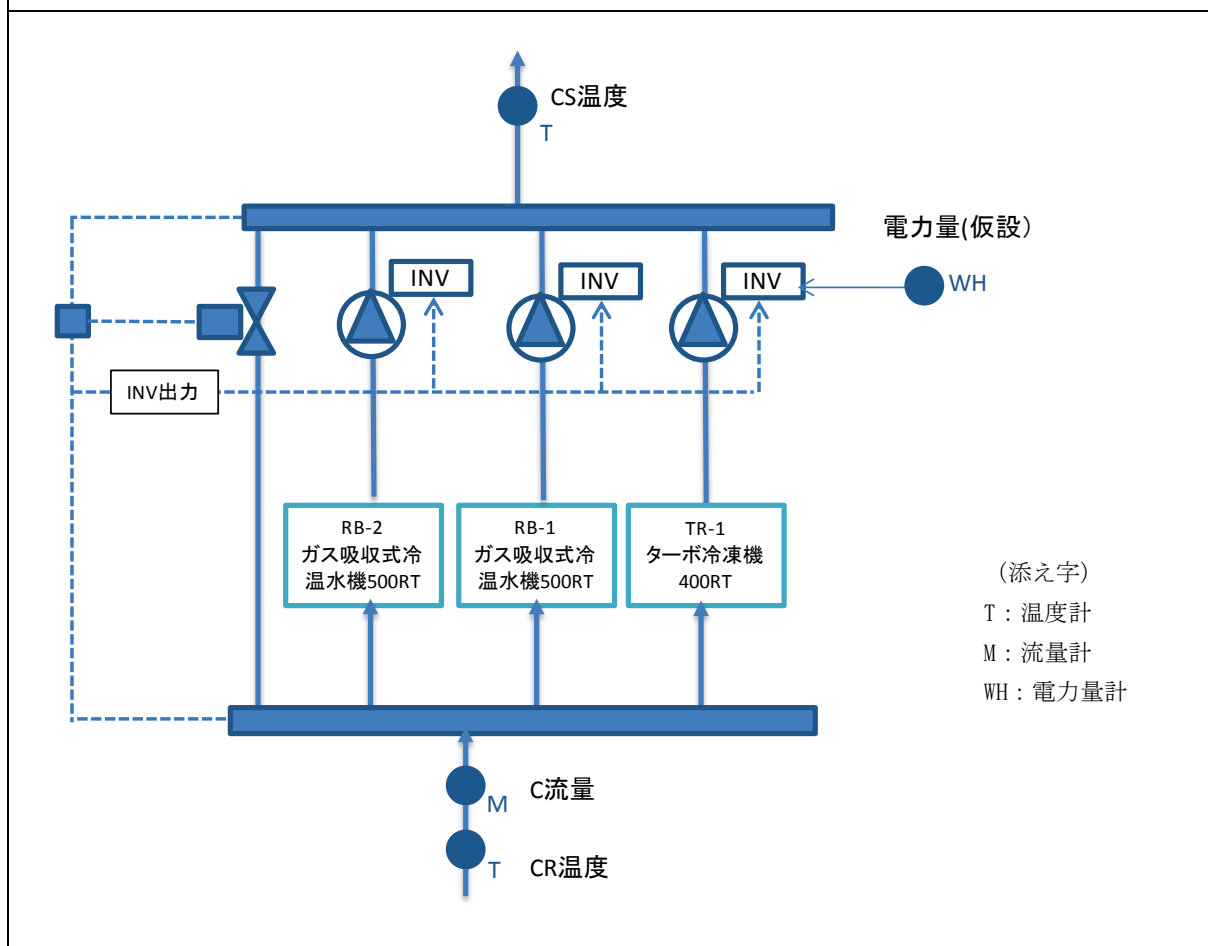 CS温度
T
電力量(仮設)
INV
INV
INV
WH
INV出力
RB-2
ガス吸収式冷
温水機500RT
RB-1
ガス吸収式冷
温水機500RT
TR-1
ターボ冷凍機
400RT
(添え字)
T:温度計
M:流量計
WH:電力量計
C流量
M
T
CR温度